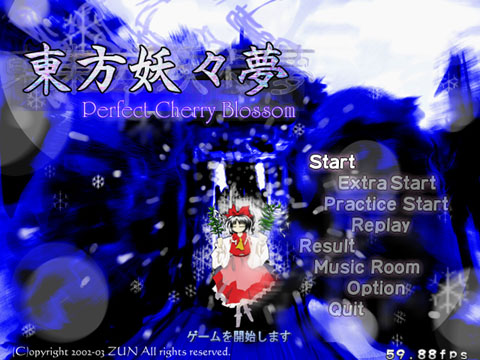 東方妖々夢
Perfect Cherry Blossom
Start
Extra Start
Practice Start
Replay
Result
Music Room
Option
Quit
ゲームを開始します
(C)opyright 2002-03 ZUN All rights reserved.
59.88fps